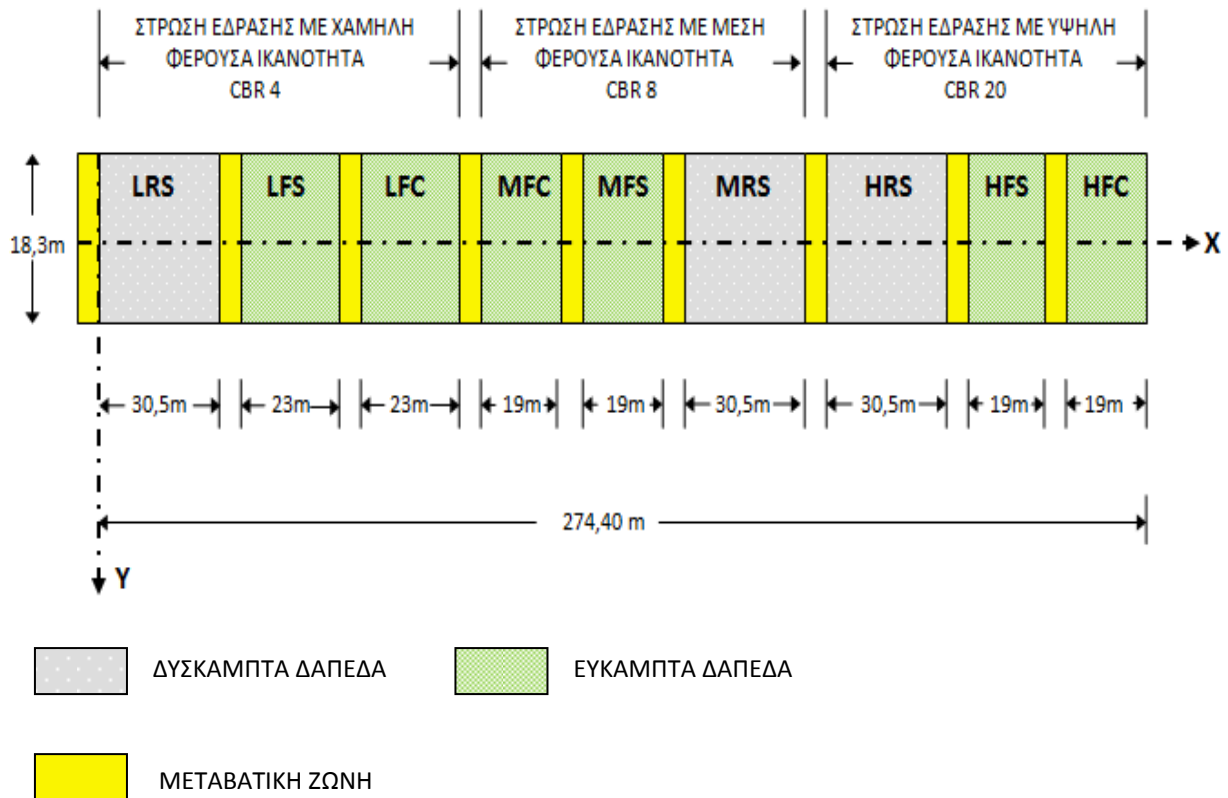 ΣΤΡΩΣΗ ΕΔΡΑΣΗΣ ΜΕ ΧΑΜΗΛΗ
ΦΕΡΟΥΣΑ ΙΚΑΝΟΤΗΤΑ
CBR 4
ΣΤΡΩΣΗ ΕΔΡΑΣΗΣ ΜΕ ΜΕΣΗ
ΦΕΡΟΥΣΑ ΙΚΑΝΟΤΗΤΑ
CBR 8
ΣΤΡΩΣΗ ΕΔΡΑΣΗΣ ΜΕ ΥΨΗΛΗ
ΦΕΡΟΥΣΑ ΙΚΑΝΟΤΗΤΑ
CBR 20
LRS LFS LFC MFC MFS MRS HRS HFS HFC
18,3m
X
30,5m 23m 23m 19m 19m 30,5m 30,5m 19m 19m
274,40 m
Y
ΔΥΣΚΑΜΠΤΑ ΔΑΠΕΔΑ
ΕΥΚΑΜΠΤΑ ΔΑΠΕΔΑ
ΜΕΤΑΒΑΤΙΚΗ ΖΩΝΗ